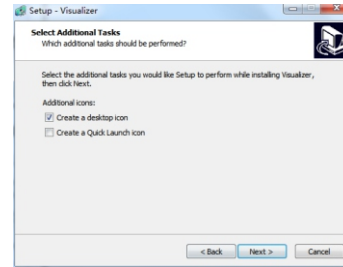 Setup - Visualizer
Select Additional Tasks
Which additional tasks should be performed?
Select the additional tasks you would like Setup to perform while installing Visualizer,
then click Next.
Additional icons:
Create a desktop icon
Create a Quick Launch icon
< Back
Next >
Cancel